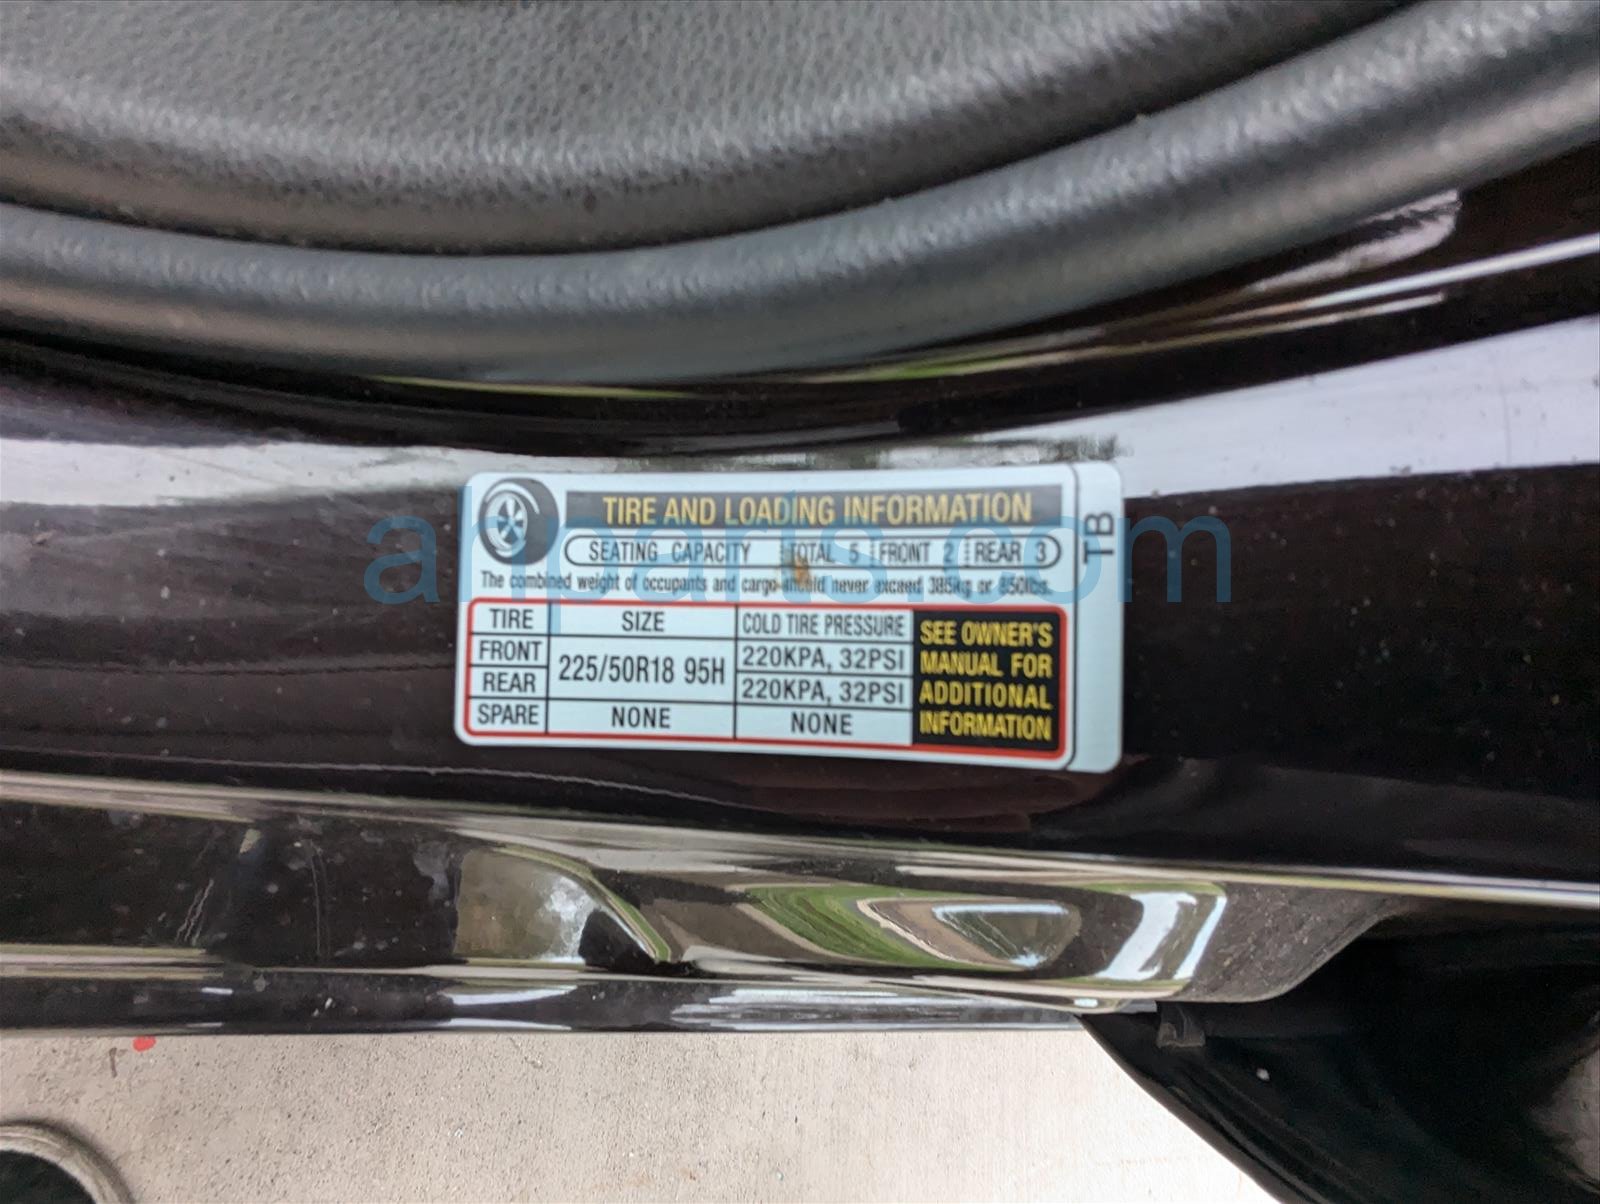 TIRE AND LOADING INFORMATION
SEATING CAPACITY TOTAL 5 FRONT 2 REAR 3
The combined weight of occupants and cargo should never exceed 385kg or 850lbs.
TIRE SIZE COLD TIRE PRESSURE
FRONT 225/50R18 95H 220KPA, 32PSI
REAR 220KPA, 32PSI
SPARE NONE NONE
SEE OWNER'S
MANUAL FOR
ADDITIONAL
INFORMATION
TB
ahparts.com